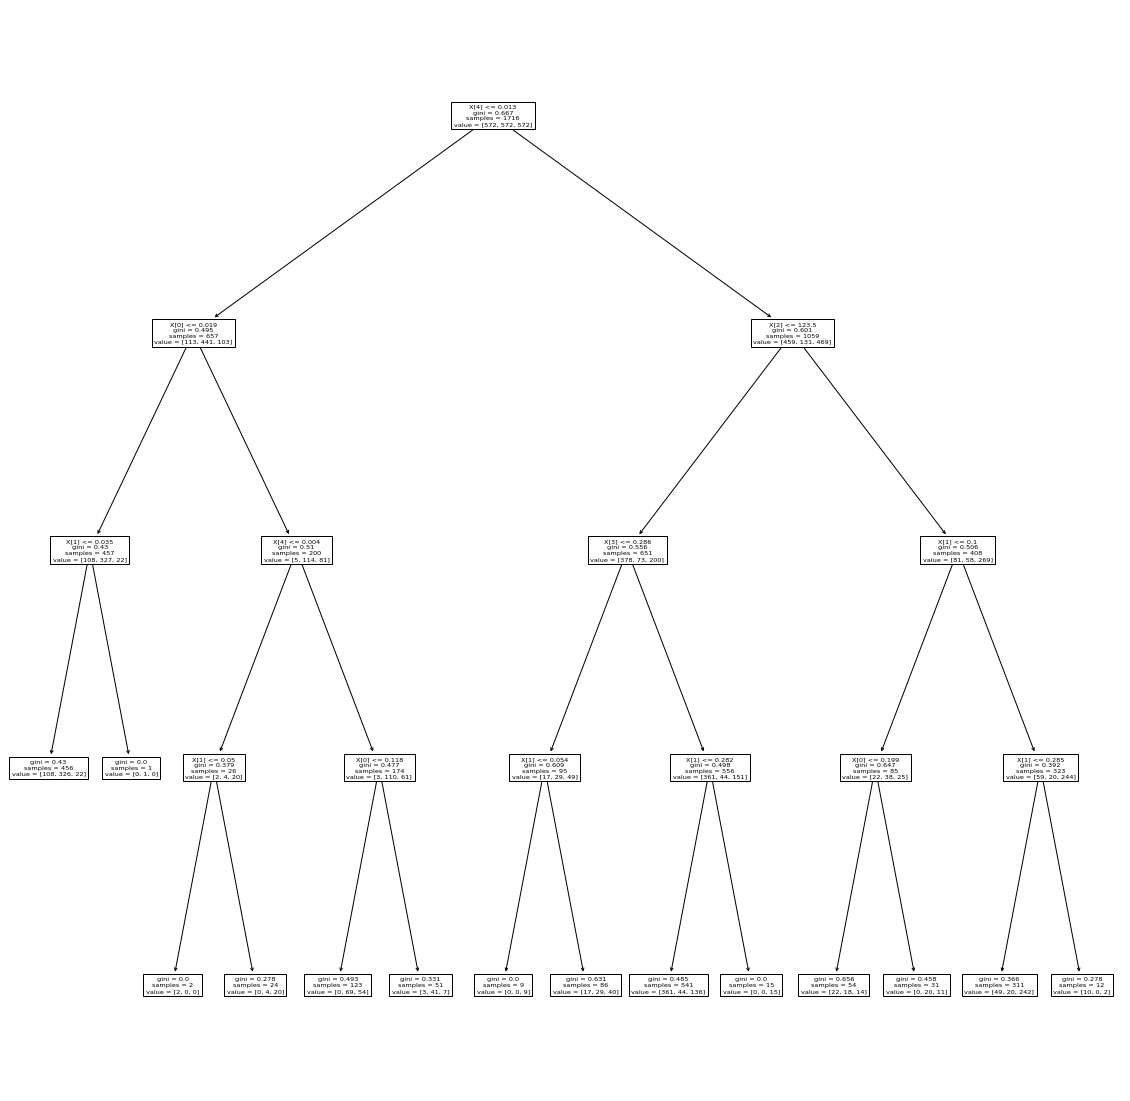 X[4] <= 0.013
gini = 0.667
samples = 1716
value = [572, 572, 572]
X[0] <= 0.019
gini = 0.495
samples = 657
value = [113, 441, 103]
X[2] <= 123.5
gini = 0.601
samples = 1059
value = [459, 131, 469]
X[1] <= 0.035
gini = 0.43
samples = 457
value = [108, 327, 22]
X[4] <= 0.004
gini = 0.51
samples = 200
value = [5, 114, 81]
X[3] <= 0.286
gini = 0.556
samples = 651
value = [378, 73, 200]
X[1] <= 0.1
gini = 0.506
samples = 408
value = [81, 58, 269]
gini = 0.43
samples = 456
value = [108, 326, 22]
gini = 0.0
samples = 1
value = [0, 1, 0]
X[1] <= 0.05
gini = 0.379
samples = 26
value = [2, 4, 20]
X[0] <= 0.118
gini = 0.477
samples = 174
value = [3, 110, 61]
X[1] <= 0.054
gini = 0.609
samples = 95
value = [17, 29, 49]
X[1] <= 0.282
gini = 0.498
samples = 556
value = [361, 44, 151]
X[0] <= 0.199
gini = 0.647
samples = 85
value = [22, 38, 25]
X[1] <= 0.285
gini = 0.392
samples = 323
value = [59, 20, 244]
gini = 0.0
samples = 2
value = [2, 0, 0]
gini = 0.278
samples = 24
value = [0, 4, 20]
gini = 0.493
samples = 123
value = [0, 69, 54]
gini = 0.331
samples = 51
value = [3, 41, 7]
gini = 0.0
samples = 9
value = [0, 0, 9]
gini = 0.631
samples = 86
value = [17, 29, 40]
gini = 0.485
samples = 541
value = [361, 44, 136]
gini = 0.0
samples = 15
value = [0, 0, 15]
gini = 0.656
samples = 54
value = [22, 18, 14]
gini = 0.458
samples = 31
value = [0, 20, 11]
gini = 0.366
samples = 311
value = [49, 20, 242]
gini = 0.278
samples = 12
value = [10, 0, 2]